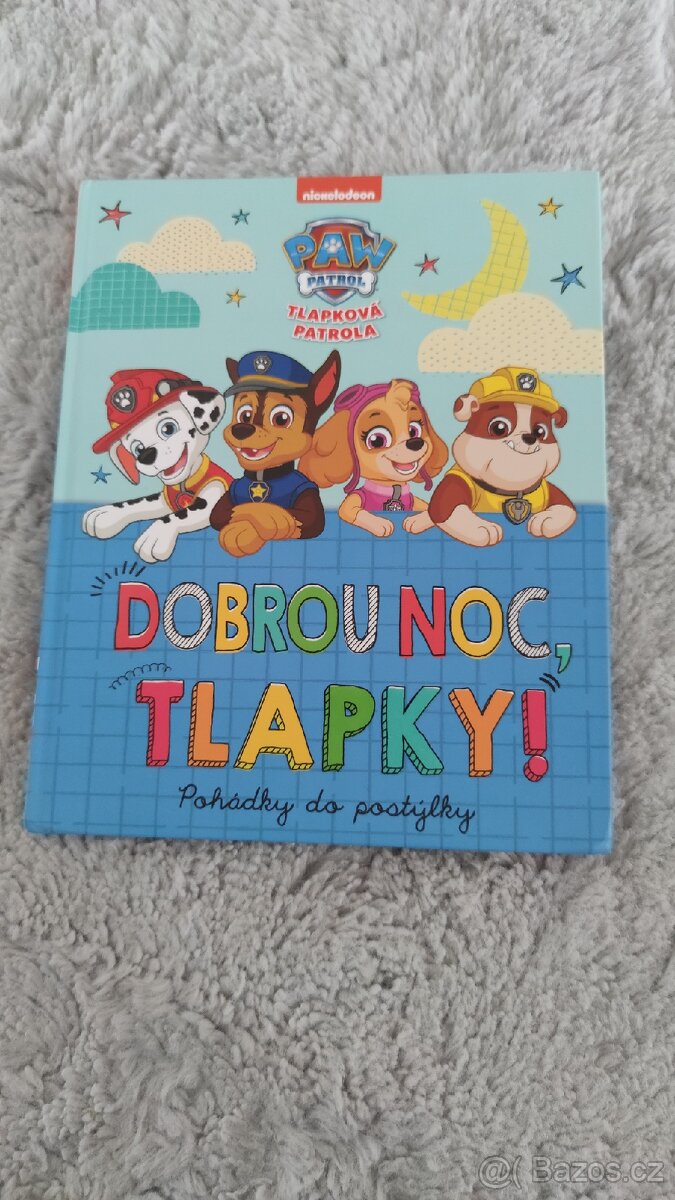 nickelodeon
PAW
PATROL
TLAPKOVÁ
PATROLA
DOBROU NOC,
TLAPKY!
Pohádky do postýlky
@( Bazos.cz